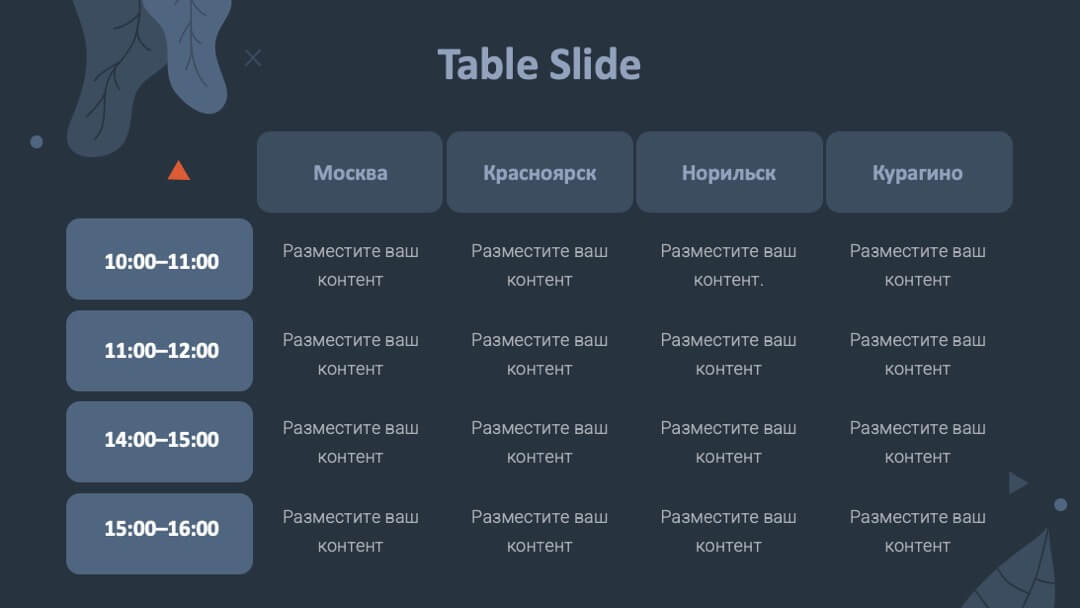 Table Slide
Москва Красноярск Норильск Курагино
10:00–11:00
Разместите ваш контент
Разместите ваш контент
Разместите ваш контент.
Разместите ваш контент
11:00–12:00
Разместите ваш контент
Разместите ваш контент
Разместите ваш контент
Разместите ваш контент
14:00–15:00
Разместите ваш контент
Разместите ваш контент
Разместите ваш контент
Разместите ваш контент
15:00–16:00
Разместите ваш контент
Разместите ваш контент
Разместите ваш контент
Разместите ваш контент